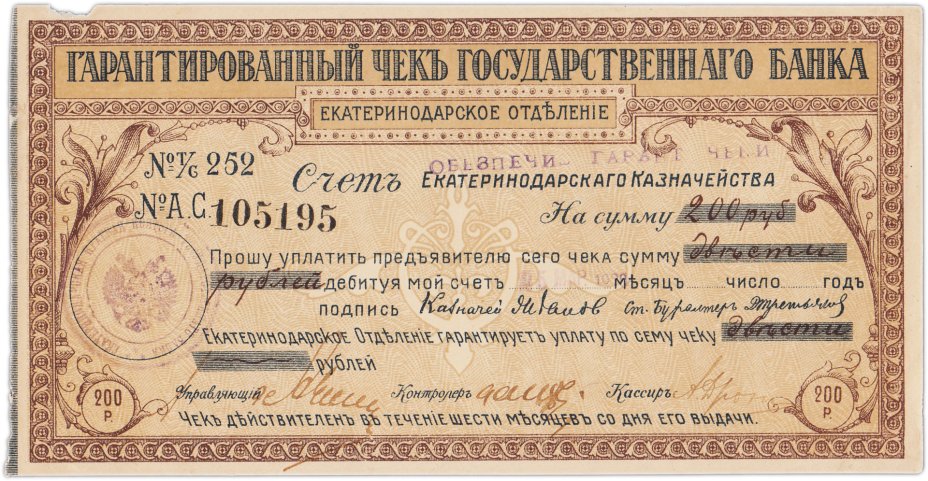 ГАРАНТИРОВАННЫЙ ЧЕКЪ ГОСУДАРСТВЕННАГО БАНКА
ЕКАТЕРИНОДАРСКОЕ ОТДѢЛЕНІЕ
ОБЕЗПЕЧИ ЧЕКИ
№ Т/Б 252 Счетъ ЕКАТЕРИНОДАРСКАГО КАЗНАЧЕЙСТВА
№ А.С. 105195 На сумму 200 руб
Прошу уплатить предъявителю сего чека сумму двѣсти
рублей дебитуя мой счетъ мѣсяцъ число годъ
подпись Казначей Ст. Бухгалтер Третьяков
Екатеринодарское Отдѣленіе гарантируетъ уплату по сему чеку двѣсти
рублей
Управляющій Контролеръ Кассиръ
200 Р. 200 Р.
Чекъ дѣйствителен въ теченіе шести мѣсяцевъ со дня его выдачи.